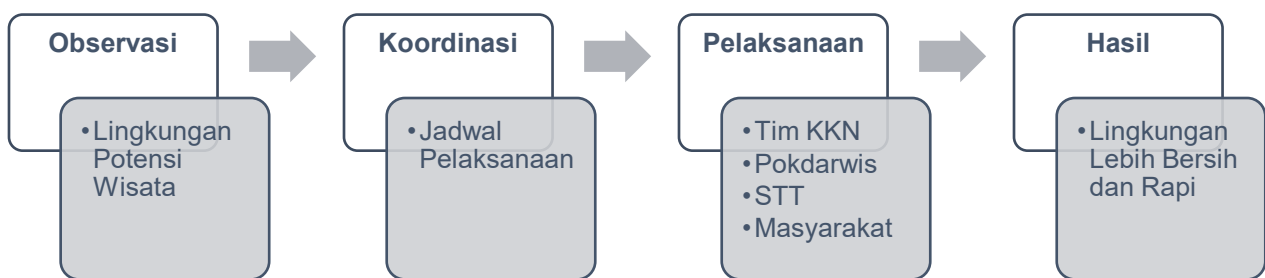 Observasi
•Lingkungan
Potensi
Wisata
Koordinasi
•Jadwal
Pelaksanaan
Pelaksanaan
•Tim KKN
•Pokdarwis
•STT
•Masyarakat
Hasil
•Lingkungan
Lebih Bersih
dan Rapi